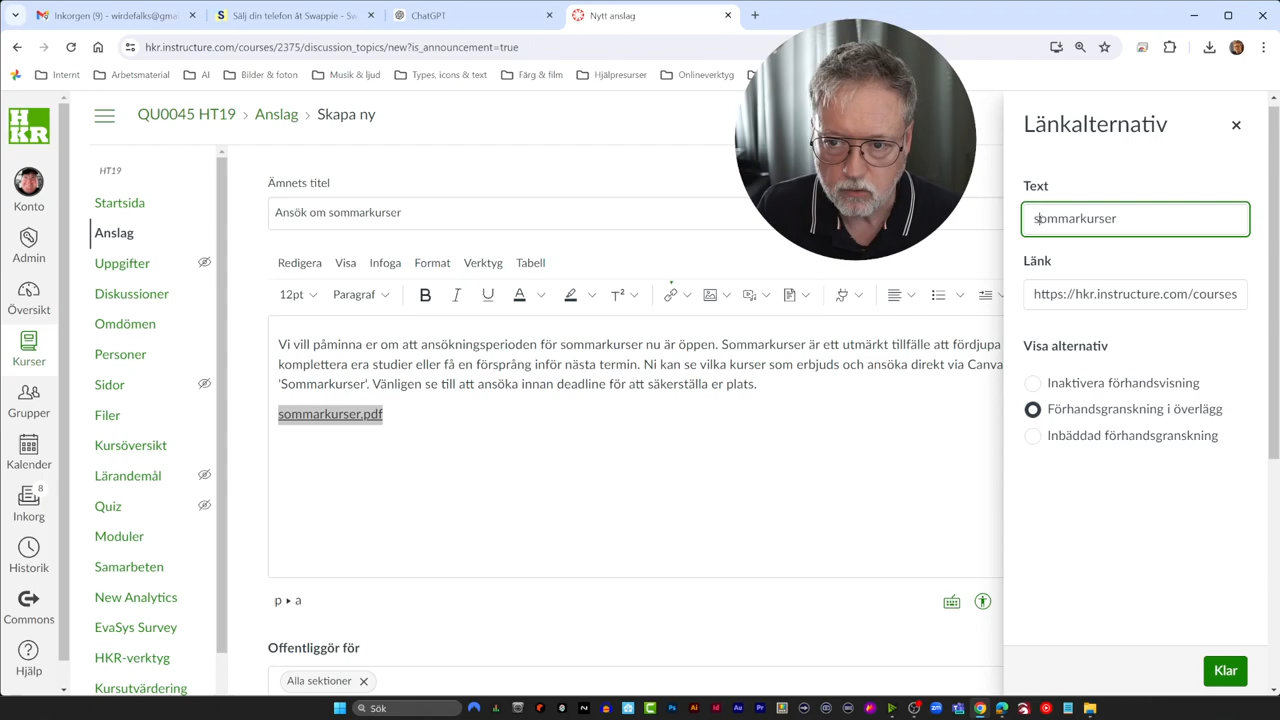 Inkorgen (9) - wirdefalks@gma
Sälj din telefon åt Swappie - Sv
ChatGPT
Nytt anslag
hkr.instructure.com/courses/2375/discussion_topics/new?is_announcement=true
Internt
Arbetsmaterial
AI
Bilder & foton
Musik & ljud
Types, icons & text
Färg & film
Hjälpresurser
Onlineverktyg
HKR
Konto
Admin
Översikt
Kurser
Grupper
Kalender
8
Inkorg
Historik
Commons
Hjälp
QU0045 HT19 › Anslag › Skapa ny
HT19
Startsida
Anslag
Uppgifter
Diskussioner
Omdömen
Personer
Sidor
Filer
Kursöversikt
Lärandemål
Quiz
Moduler
Samarbeten
New Analytics
EvaSys Survey
HKR-verktyg
Kursutvärdering
Ämnets titel
Ansök om sommarkurser
Redigera Visa Infoga Format Verktyg Tabell
12pt Paragraf B I U A T²
Vi vill påminna er om att ansökningsperioden för sommarkurser nu är öppen. Sommarkurser är ett utmärkt tillfälle att fördjupa
komplettera era studier eller få en försprång inför nästa termin. Ni kan se vilka kurser som erbjuds och ansöka direkt via Canva
'Sommarkurser'. Vänligen se till att ansöka innan deadline för att säkerställa er plats.
sommarkurser.pdf
p ▸ a
Offentliggör för
Alla sektioner
Länkalternativ
Text
sommarkurser
Länk
https://hkr.instructure.com/courses
Visa alternativ
Inaktivera förhandsvisning
Förhandsgranskning i överlägg
Inbäddad förhandsgranskning
Klar
Sök